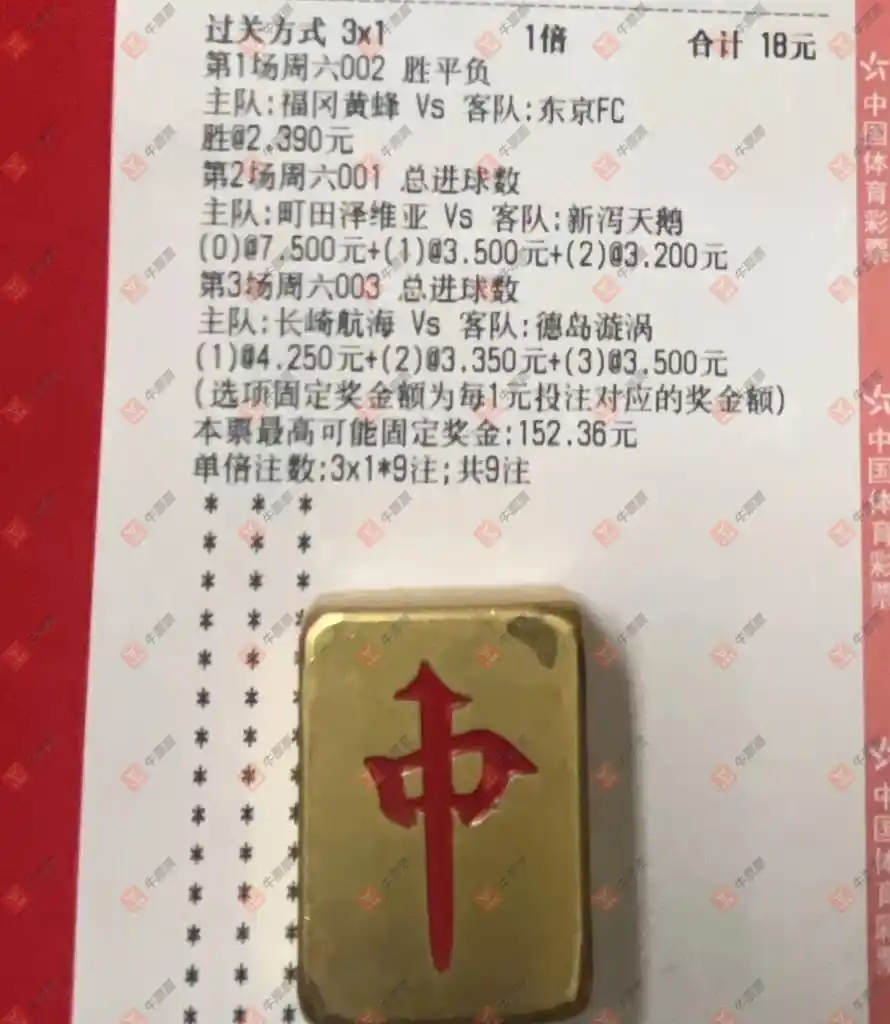 过关方式 3x1 1倍 合计 18元
第1场周六002 胜平负
主队:福冈黄蜂 Vs 客队:东京FC
胜@2.390元
第2场周六001 总进球数
主队:町田泽维亚 Vs 客队:新泻天鹅
(0)@7.500元+(1)@3.500元+(2)@3.200元
第3场周六003 总进球数
主队:长崎航海 Vs 客队:德岛漩涡
(1)@4.250元+(2)@3.350元+(3)@3.500元
(选项固定奖金额为每1元投注对应的奖金额)
本票最高可能固定奖金:152.36元
单倍注数:3x1*9注;共9注
中
中国体育彩票
中国体育彩票
中国体育彩票